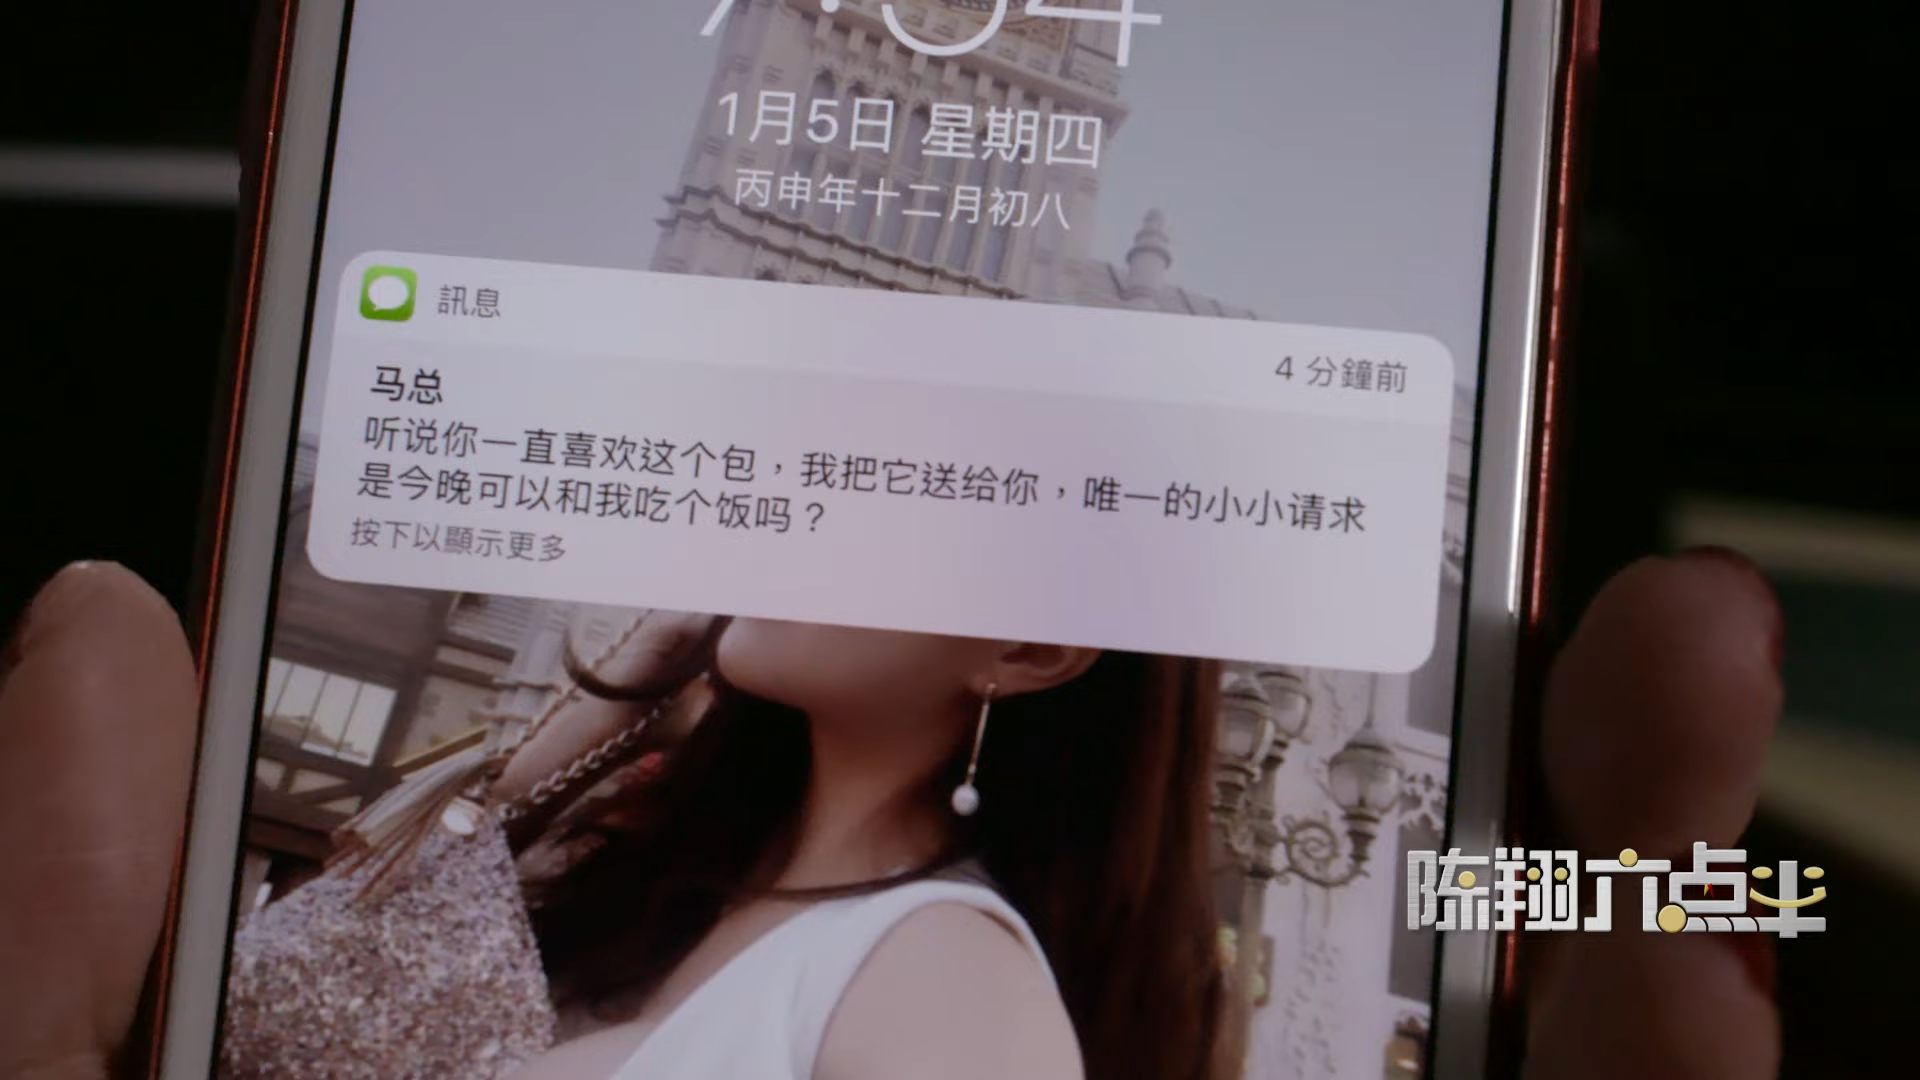 1月5日 星期四
丙申年十二月初八
訊息
4 分鐘前
马总
听说你一直喜欢这个包，我把它送给你，唯一的小小请求
是今晚可以和我吃个饭吗？
按下以顯示更多
陈翔六点半